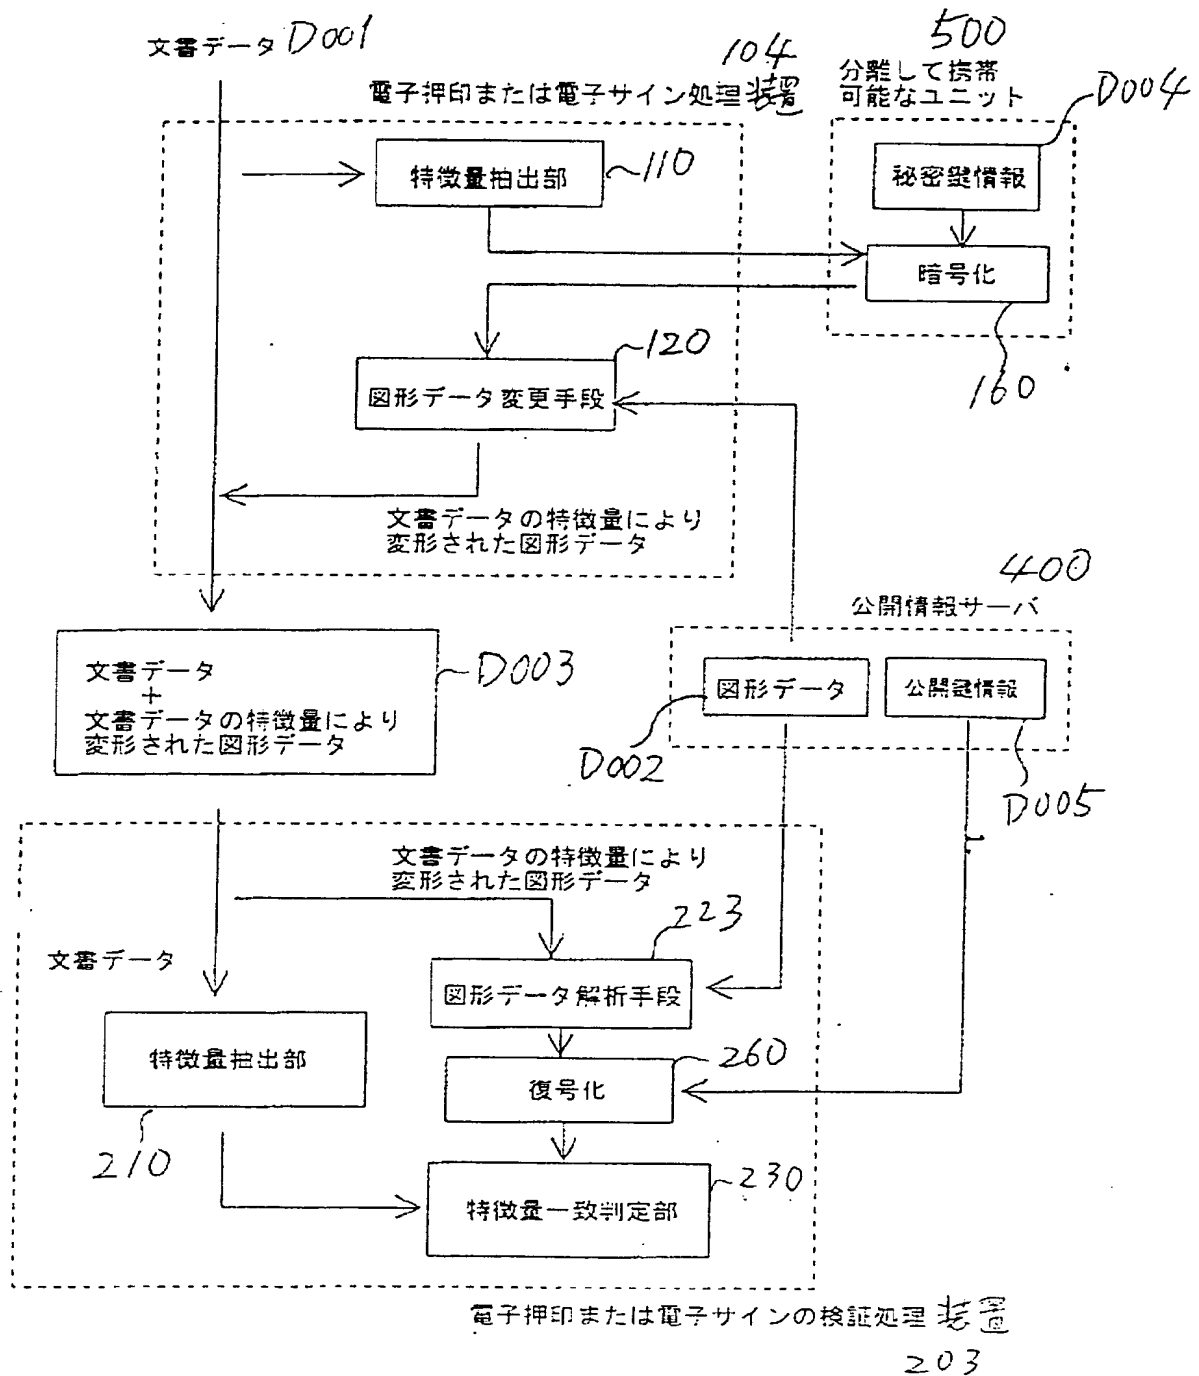 文書データ D001
104
電子押印または電子サイン処理装置
500
分離して携帯
可能なユニット
D004
特徴量抽出部
110
秘密鍵情報
暗号化
160
120
図形データ変更手段
文書データの特徴量により
変形された図形データ
400
公開情報サーバ
文書データ
+
文書データの特徴量により
変形された図形データ
D003
図形データ
公開鍵情報
D002
D005
文書データの特徴量により
変形された図形データ
223
文書データ
図形データ解析手段
特徴量抽出部
260
復号化
210
230
特徴量一致判定部
電子押印または電子サインの検証処理装置
203